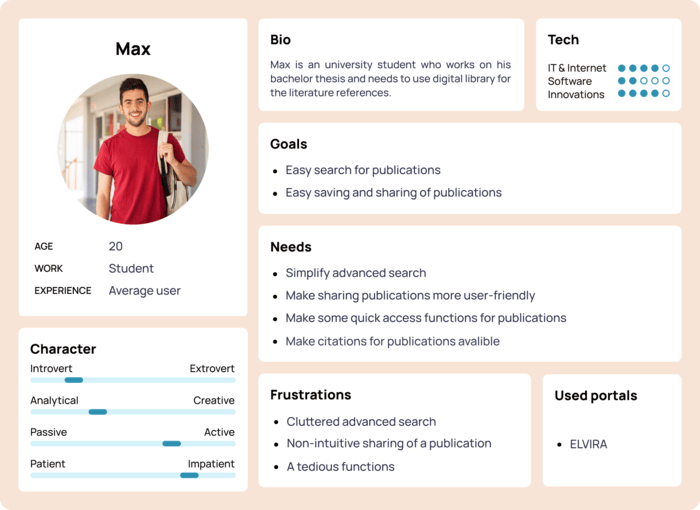 Max
AGE 20
WORK Student
EXPERIENCE Average user
Character
Introvert Extrovert
Analytical Creative
Passive Active
Patient Impatient
Bio
Max is an university student who works on his
bachelor thesis and needs to use digital library for
the literature references.
Tech
IT & Internet
Software
Innovations
Goals
• Easy search for publications
• Easy saving and sharing of publications
Needs
• Simplify advanced search
• Make sharing publications more user-friendly
• Make some quick access functions for publications
• Make citations for publications avalible
Frustrations
• Cluttered advanced search
• Non-intuitive sharing of a publication
• A tedious functions
Used portals
• ELVIRA